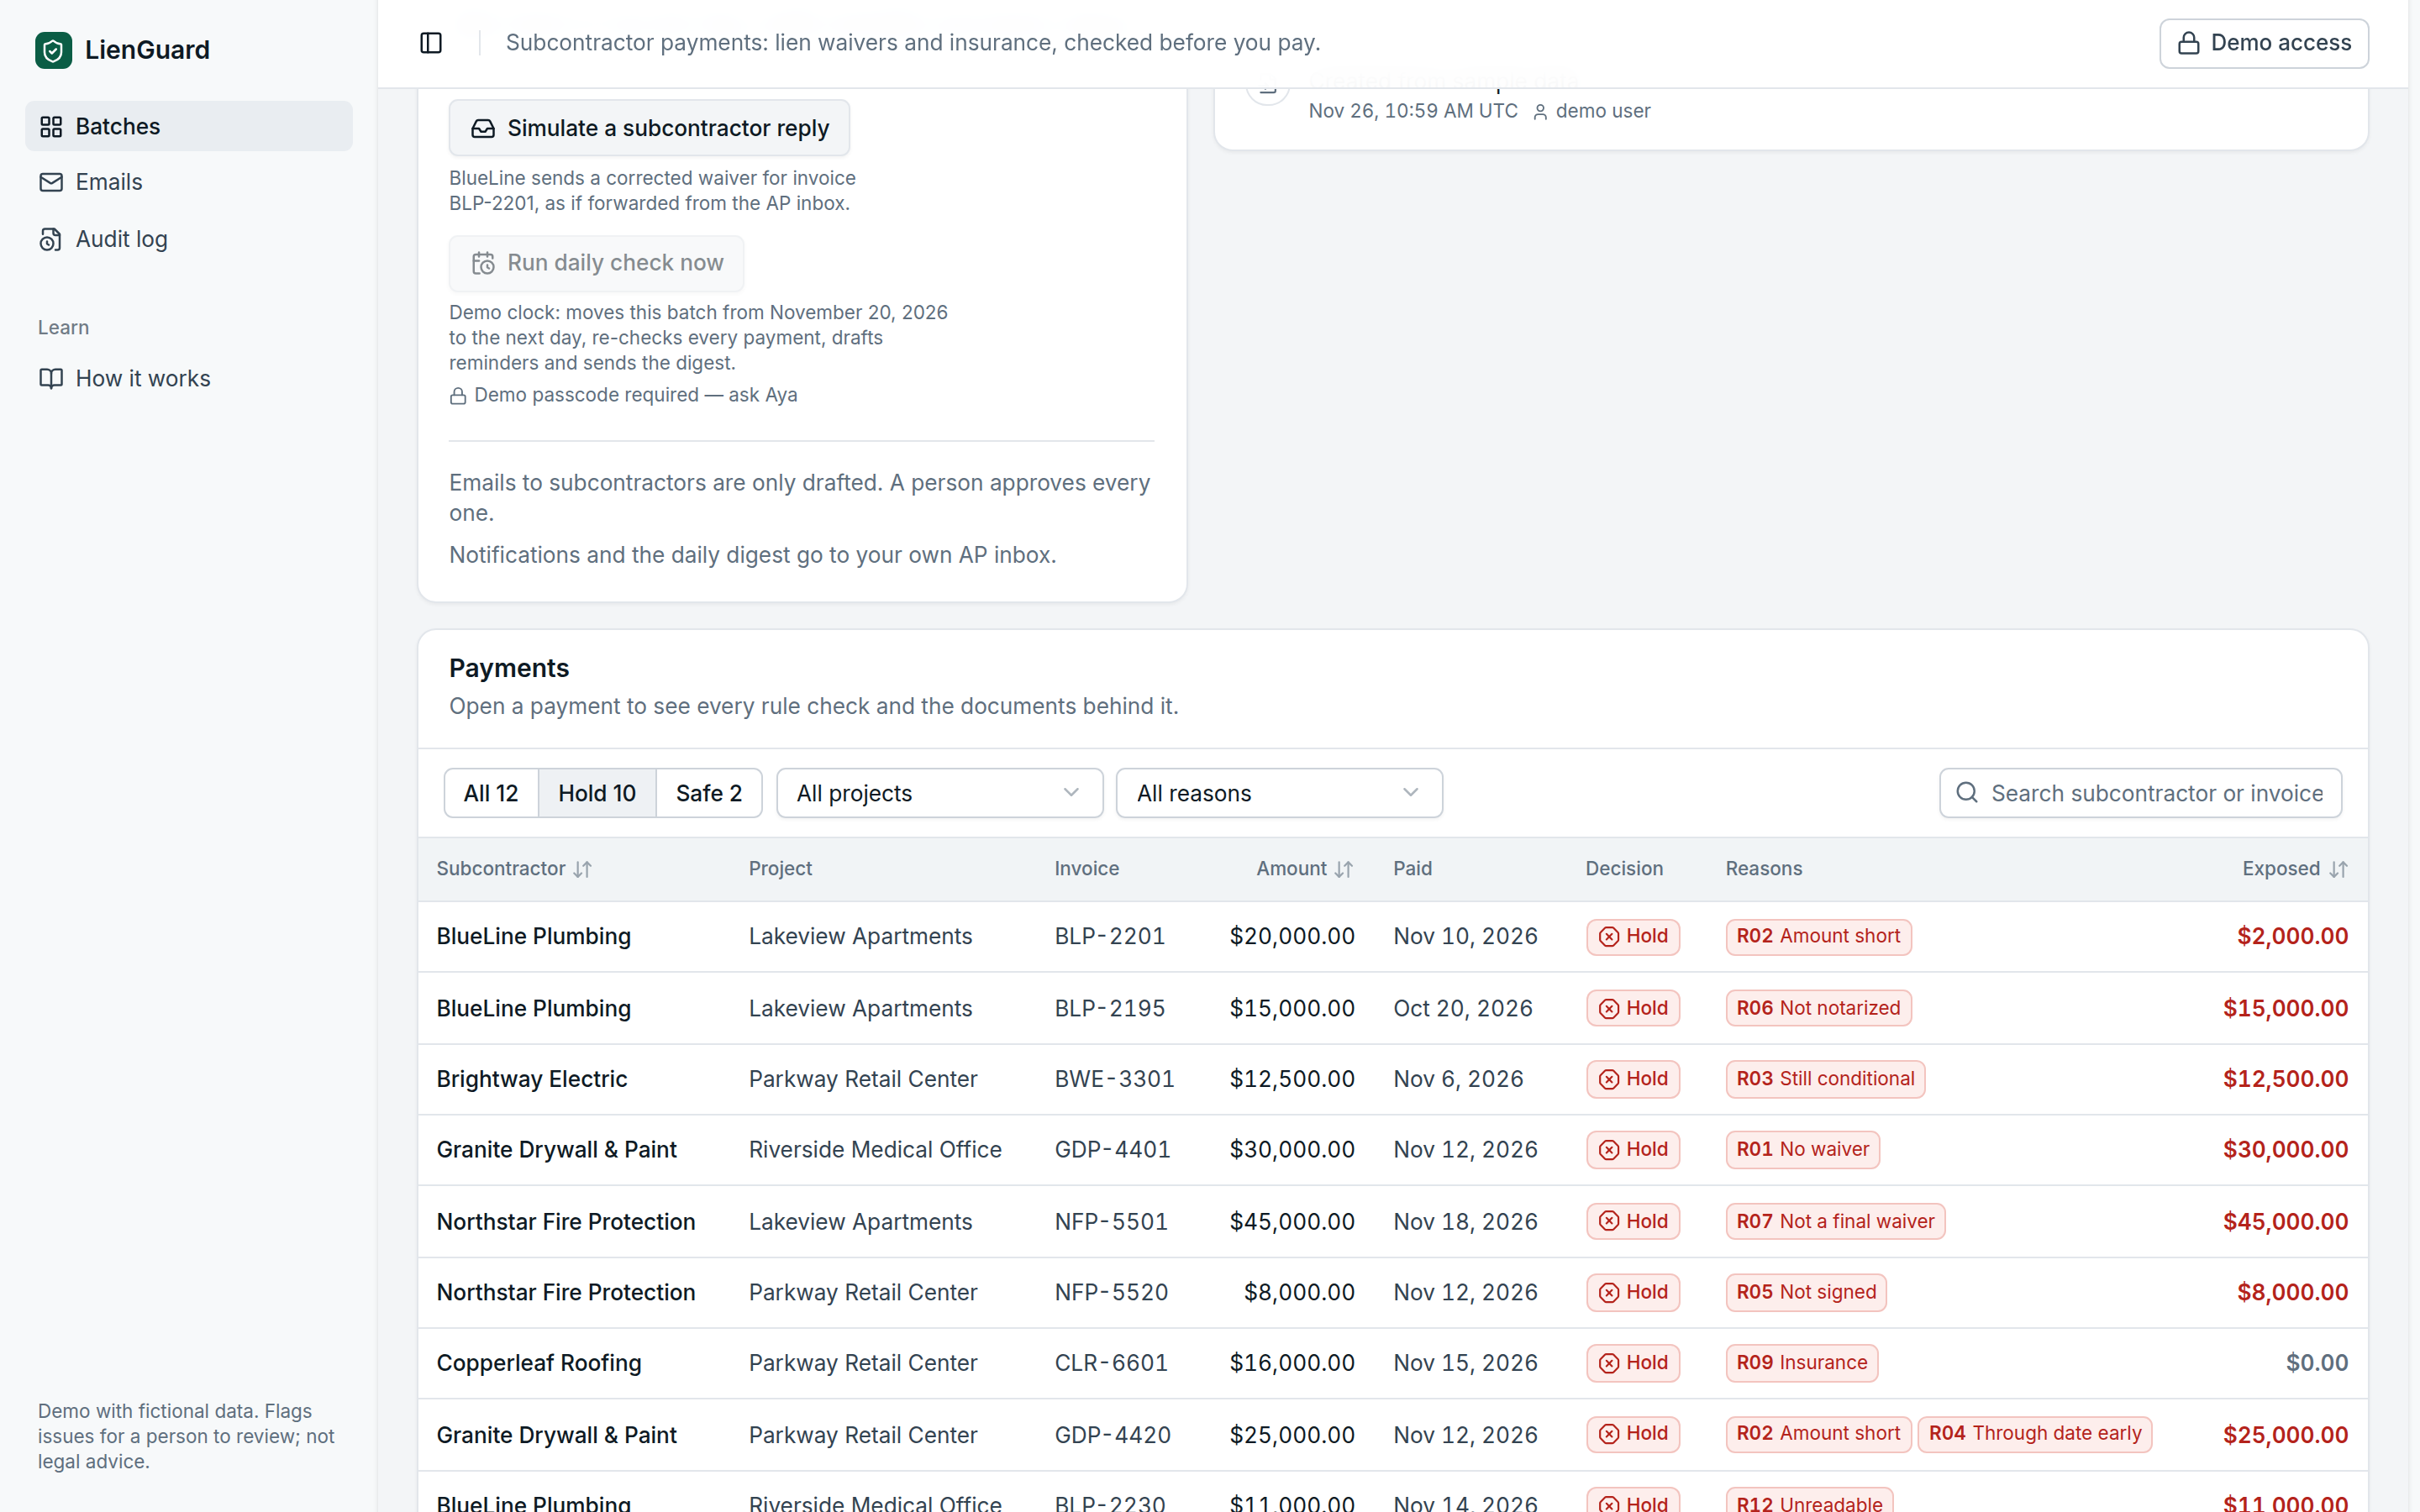 LienGuard
Batches
Emails
Audit log
Learn
How it works
Demo with fictional data. Flags
issues for a person to review; not
legal advice.
Subcontractor payments: lien waivers and insurance, checked before you pay.
Demo access
Simulate a subcontractor reply
BlueLine sends a corrected waiver for invoice
BLP-2201, as if forwarded from the AP inbox.
Run daily check now
Demo clock: moves this batch from November 20, 2026
to the next day, re-checks every payment, drafts
reminders and sends the digest.
Demo passcode required — ask Aya
Emails to subcontractors are only drafted. A person approves every
one.
Notifications and the daily digest go to your own AP inbox.
Created from sample data
Nov 26, 10:59 AM UTC demo user
Payments
Open a payment to see every rule check and the documents behind it.
All 12 Hold 10 Safe 2 All projects All reasons Search subcontractor or invoice
Subcontractor Project Invoice Amount Paid Decision Reasons Exposed
BlueLine Plumbing Lakeview Apartments BLP-2201 $20,000.00 Nov 10, 2026 Hold R02 Amount short $2,000.00
BlueLine Plumbing Lakeview Apartments BLP-2195 $15,000.00 Oct 20, 2026 Hold R06 Not notarized $15,000.00
Brightway Electric Parkway Retail Center BWE-3301 $12,500.00 Nov 6, 2026 Hold R03 Still conditional $12,500.00
Granite Drywall & Paint Riverside Medical Office GDP-4401 $30,000.00 Nov 12, 2026 Hold R01 No waiver $30,000.00
Northstar Fire Protection Lakeview Apartments NFP-5501 $45,000.00 Nov 18, 2026 Hold R07 Not a final waiver $45,000.00
Northstar Fire Protection Parkway Retail Center NFP-5520 $8,000.00 Nov 12, 2026 Hold R05 Not signed $8,000.00
Copperleaf Roofing Parkway Retail Center CLR-6601 $16,000.00 Nov 15, 2026 Hold R09 Insurance $0.00
Granite Drywall & Paint Parkway Retail Center GDP-4420 $25,000.00 Nov 12, 2026 Hold R02 Amount short R04 Through date early $25,000.00
BlueLine Plumbing Riverside Medical Office BLP-2230 $11,000.00 Nov 14, 2026 Hold R12 Unreadable $11,000.00